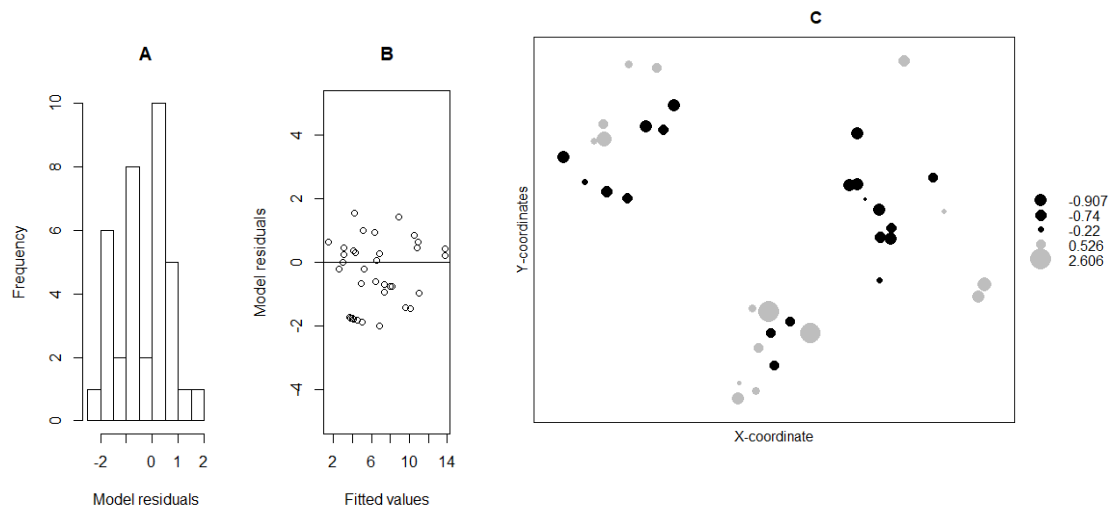 A
Frequency
10
8
6
4
2
0
-2
0
1
2
Model residuals
B
Model residuals
4
2
0
-2
-4
2
6
10
14
Fitted values
C
Y-coordinates
X-coordinate
-0.907
-0.74
-0.22
0.526
2.606